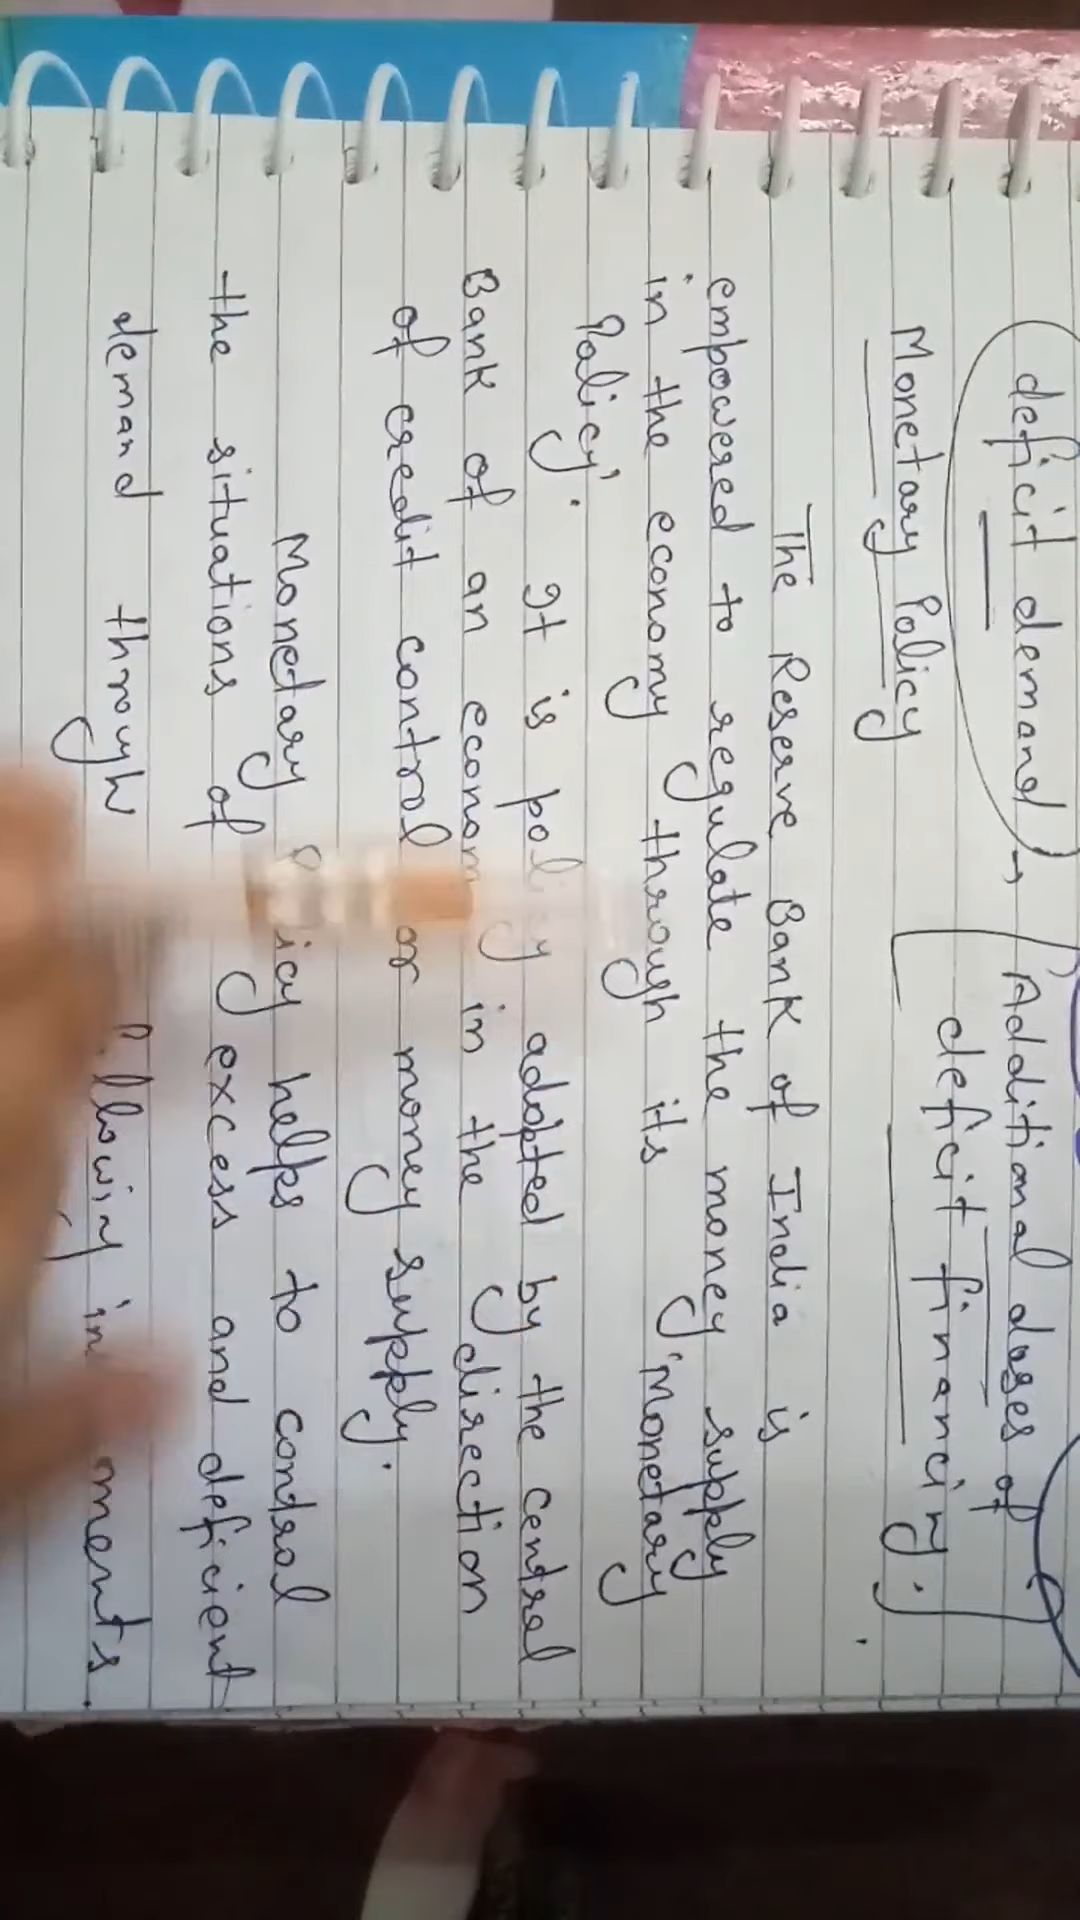 deficit demand → Additional doses of
deficit financing.
Monetary Policy
The Reserve Bank of India is
empowered to regulate the money supply
in the economy through its "Monetary
Policy".
It is policy adopted by the central
Bank of an econom in the direction
of credit control or money supply.
Monetary Policy helps to control
the situations of excess and deficient
demand through